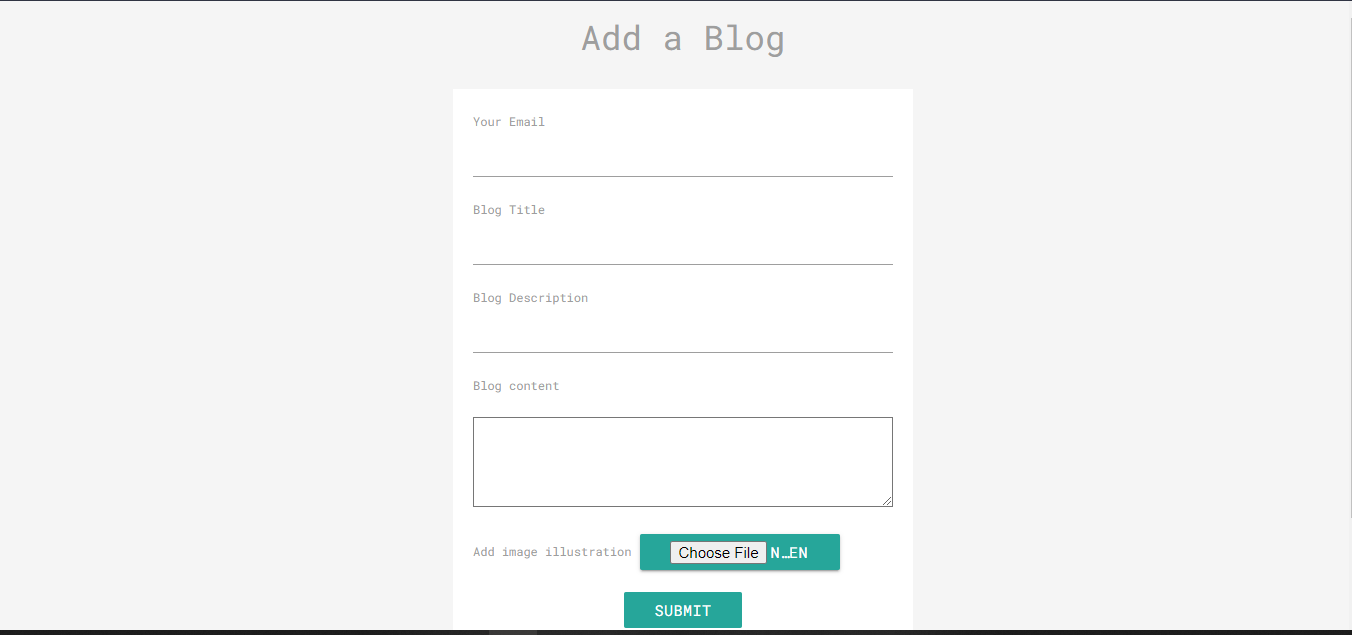 Add a Blog
Your Email
Blog Title
Blog Description
Blog content
Add image illustration Choose File N…EN
SUBMIT